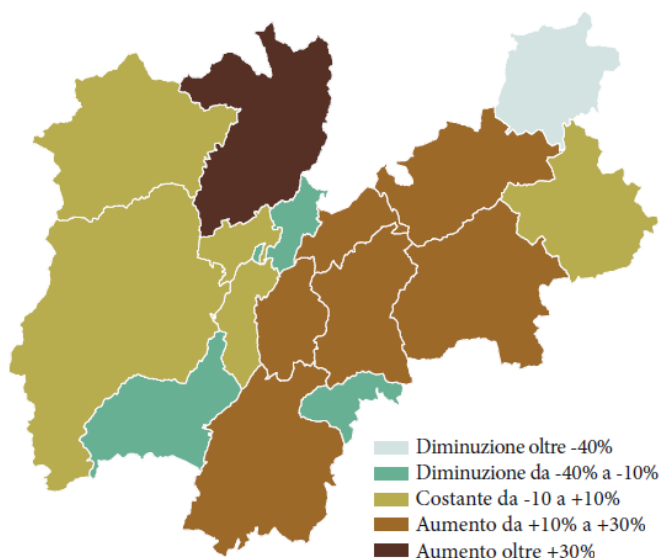 Diminuzione oltre -40%
Diminuzione da -40% a -10%
Costante da -10 a +10%
Aumento da +10% a +30%
Aumento oltre +30%